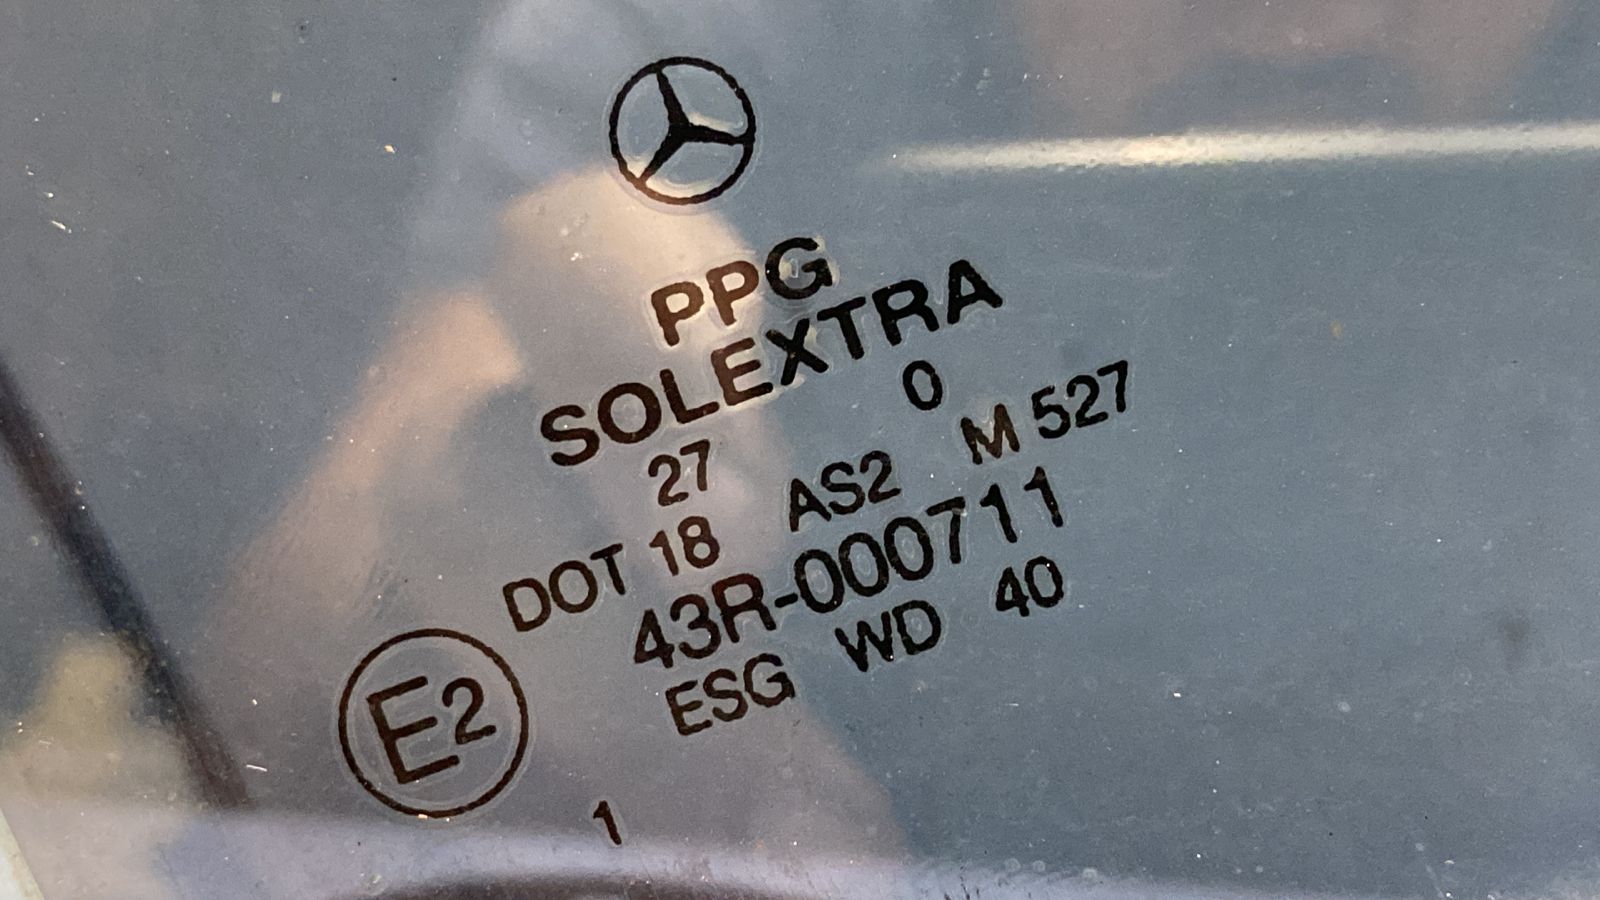 PPG
SOLEXTRA
27 0
DOT 18 AS2 M 527
43R-000711
ESG WD 40
E2
1